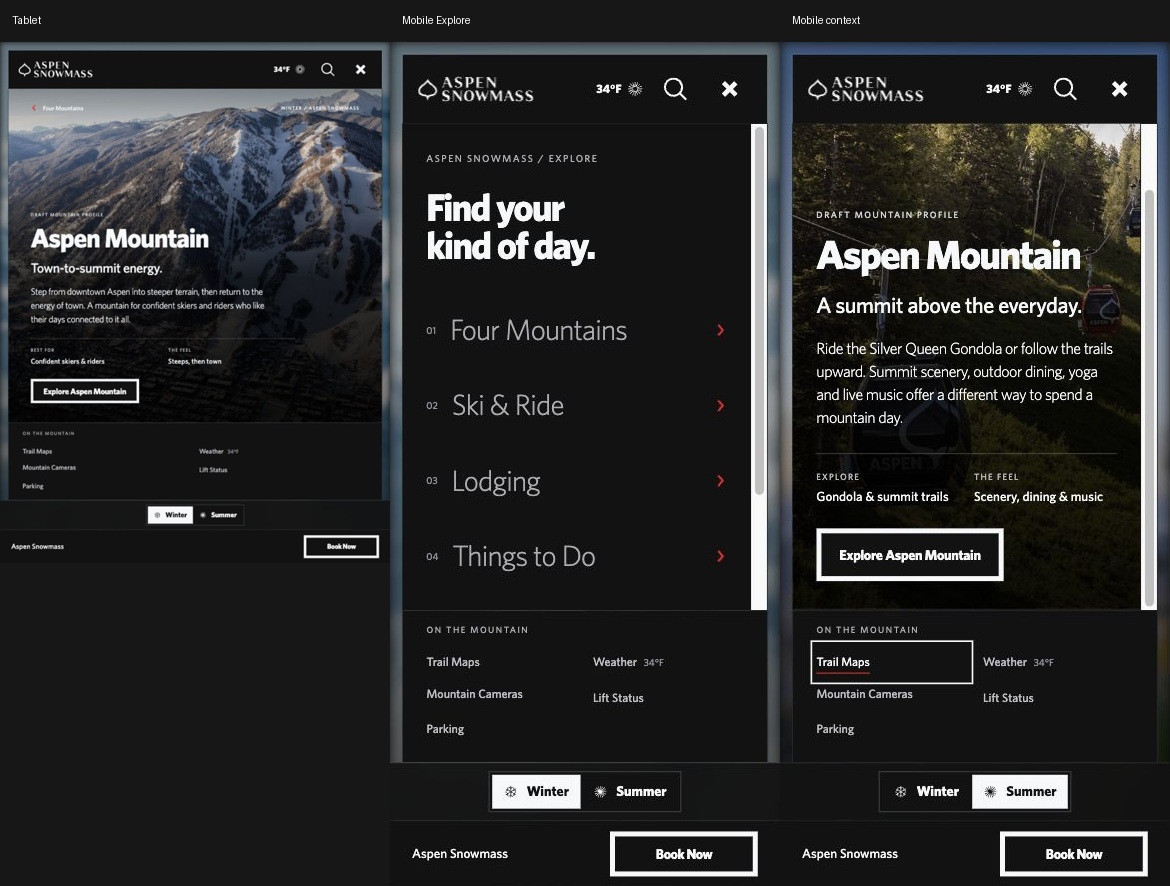 Tablet
ASPEN
SNOWMASS
34°F
Four Mountains
WINTER / ASPEN SNOWMASS
DRAFT MOUNTAIN PROFILE
Aspen Mountain
Town-to-summit energy.
Step from downtown Aspen into steeper terrain, then return to the
energy of town. A mountain for confident skiers and riders who like
their days connected to it all.
BEST FOR
Confident skiers & riders
THE FEEL
Steeps, then town
Explore Aspen Mountain
ON THE MOUNTAIN
Trail Maps
Weather 34°F
Mountain Cameras
Lift Status
Parking
Winter
Summer
Aspen Snowmass
Book Now
Mobile Explore
ASPEN
SNOWMASS
34°F
ASPEN SNOWMASS / EXPLORE
Find your
kind of day.
01 Four Mountains
02 Ski & Ride
03 Lodging
04 Things to Do
ON THE MOUNTAIN
Trail Maps
Weather 34°F
Mountain Cameras
Lift Status
Parking
Winter
Summer
Aspen Snowmass
Book Now
Mobile context
ASPEN
SNOWMASS
34°F
DRAFT MOUNTAIN PROFILE
Aspen Mountain
A summit above the everyday.
Ride the Silver Queen Gondola or follow the trails
upward. Summit scenery, outdoor dining, yoga
and live music offer a different way to spend a
mountain day.
ASPEN
EXPLORE
Gondola & summit trails
THE FEEL
Scenery, dining & music
Explore Aspen Mountain
ON THE MOUNTAIN
Trail Maps
Weather 34°F
Mountain Cameras
Lift Status
Parking
Winter
Summer
Aspen Snowmass
Book Now